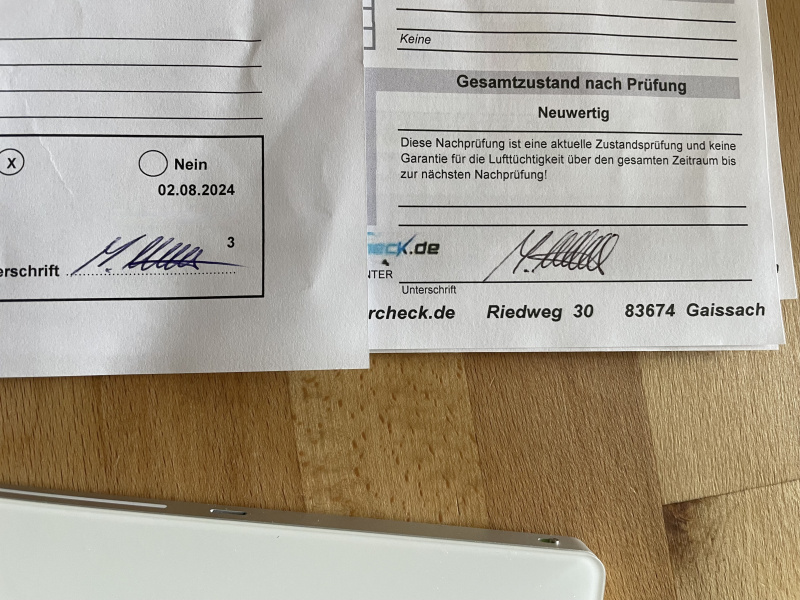 X
Nein
02.08.2024
3
erschrift
Keine
Gesamtzustand nach Prüfung
Neuwertig
Diese Nachprüfung ist eine aktuelle Zustandsprüfung und keine
Garantie für die Lufttüchtigkeit über den gesamten Zeitraum bis
zur nächsten Nachprüfung!
eck.de
NTER
Unterschrift
rcheck.de Riedweg 30 83674 Gaissach